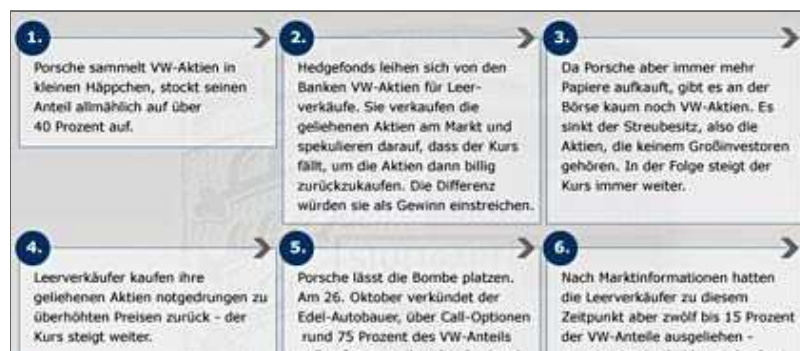 1.
Porsche sammelt VW-Aktien in
kleinen Häppchen, stockt seinen
Anteil allmählich auf über
40 Prozent auf.
2.
Hedgefonds leihen sich von den
Banken VW-Aktien für Leer-
verkäufe. Sie verkaufen die
geliehenen Aktien am Markt und
spekulieren darauf, dass der Kurs
fällt, um die Aktien dann billig
zurückzukaufen. Die Differenz
würden sie als Gewinn einstreichen.
3.
Da Porsche aber immer mehr
Papiere aufkauft, gibt es an der
Börse kaum noch VW-Aktien. Es
sinkt der Streubesitz, also die
Aktien, die keinem Großinvestoren
gehören. In der Folge steigt der
Kurs immer weiter.
4.
Leerverkäufer kaufen ihre
geliehenen Aktien notgedrungen zu
überhöhten Preisen zurück - der
Kurs steigt weiter.
5.
Porsche lässt die Bombe platzen.
Am 26. Oktober verkündet der
Edel-Autobauer, über Call-Optionen
rund 75 Prozent des VW-Anteils
6.
Nach Marktinformationen hatten
die Leerverkäufer zu diesem
Zeitpunkt aber zwölf bis 15 Prozent
der VW-Anteile ausgeliehen -